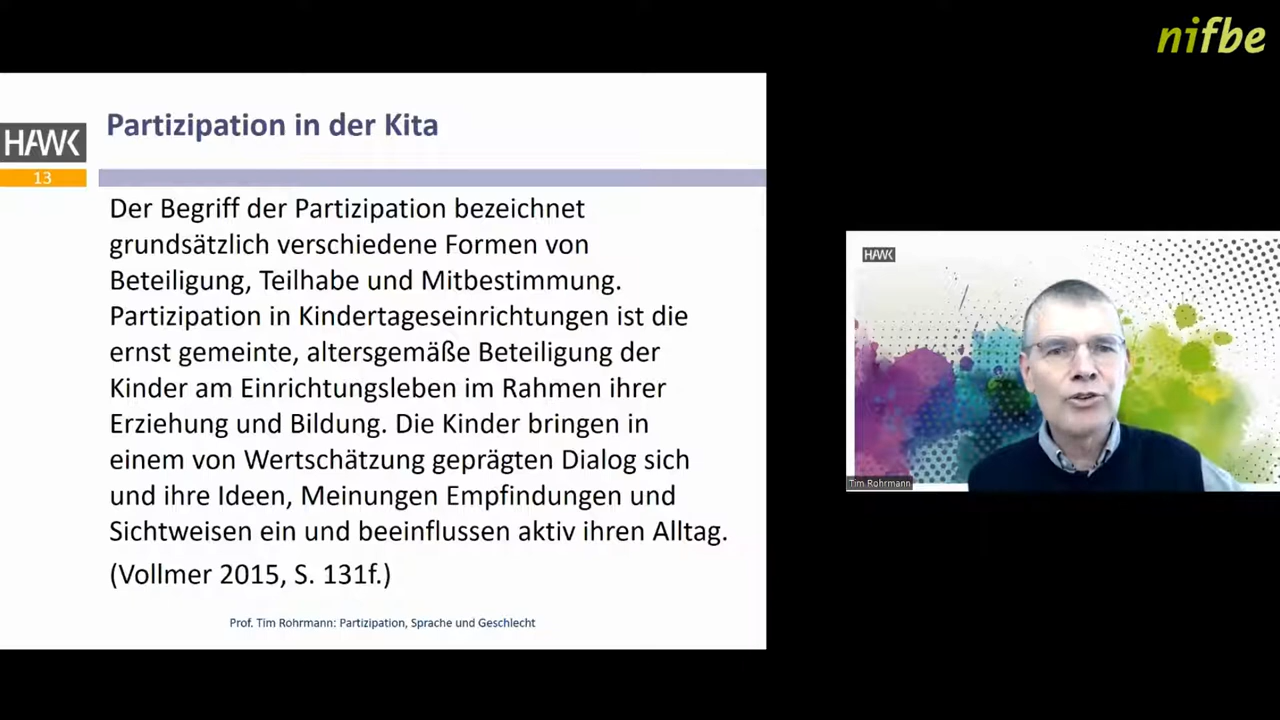 nifbe
HAWK
13
Partizipation in der Kita
Der Begriff der Partizipation bezeichnet
grundsätzlich verschiedene Formen von
Beteiligung, Teilhabe und Mitbestimmung.
Partizipation in Kindertageseinrichtungen ist die
ernst gemeinte, altersgemäße Beteiligung der
Kinder am Einrichtungsleben im Rahmen ihrer
Erziehung und Bildung. Die Kinder bringen in
einem von Wertschätzung geprägten Dialog sich
und ihre Ideen, Meinungen Empfindungen und
Sichtweisen ein und beeinflussen aktiv ihren Alltag.
(Vollmer 2015, S. 131f.)
Prof. Tim Rohrmann: Partizipation, Sprache und Geschlecht
HAWK
Tim Rohrmann